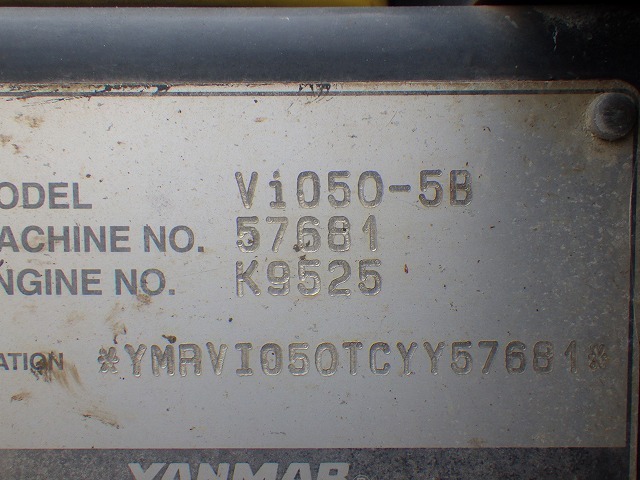 ODEL Vi050-5B
ACHINE NO. 57681
NGINE NO. K9525
ATION *YMRVI050TCYY57681*
YANMAR